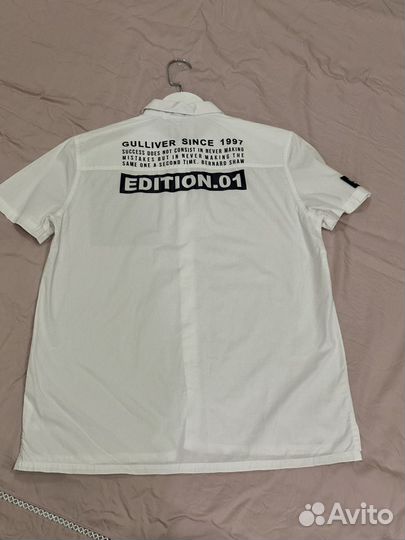 GULLIVER SINCE 1997
SUCCESS DOES NOT CONSIST IN NEVER MAKING
MISTAKES BUT IN NEVER MAKING THE
SAME ONE A SECOND TIME. BERNARD SHAW
EDITION.01
Avito